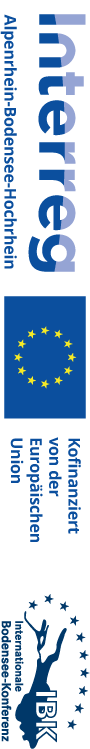 Interreg
Alpenrhein-Bodensee-Hochrhein
Kofinanziert
von der
Europäischen
Union
IBK
Internationale
Bodensee-Konferenz